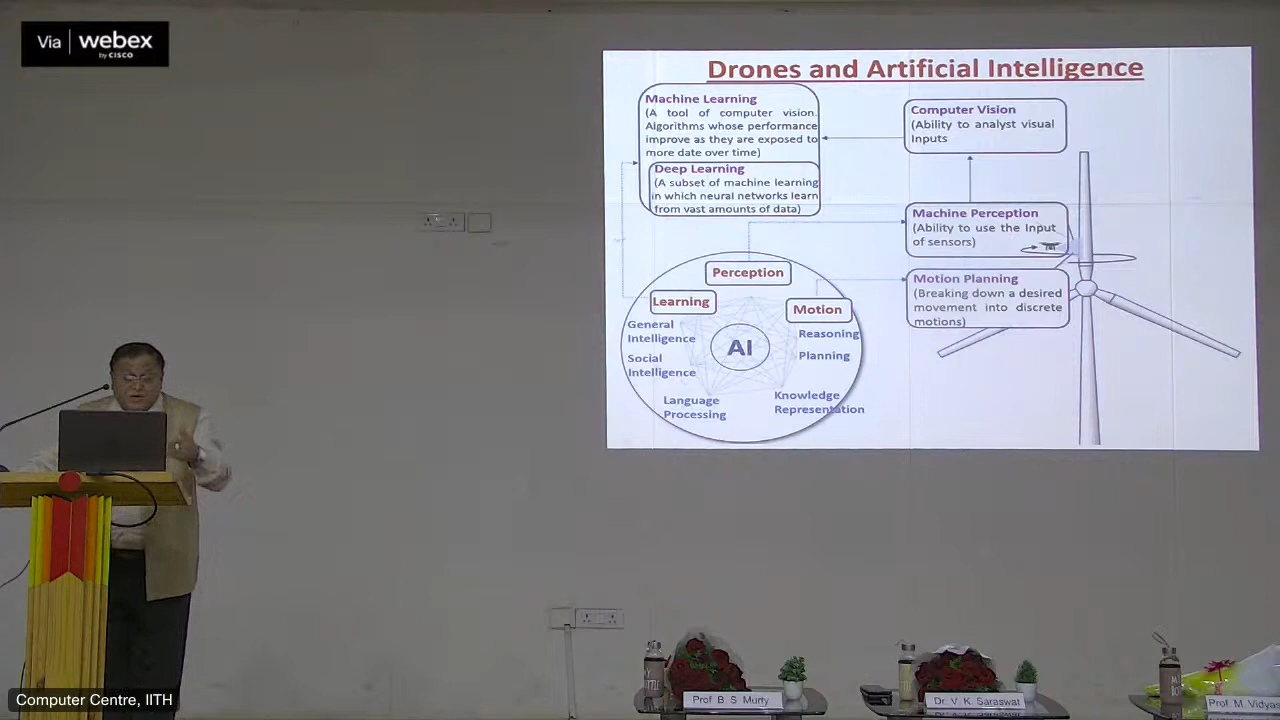 Via webex
by CISCO
Drones and Artificial Intelligence
Machine Learning
(A tool of computer vision.
Algorithms whose performance
improve as they are exposed to
more date over time)
Deep Learning
(A subset of machine learning
in which neural networks learn
from vast amounts of data)
Computer Vision
(Ability to analyst visual
Inputs
Machine Perception
(Ability to use the Input
of sensors)
Motion Planning
(Breaking down a desired
movement into discrete
motions)
Perception
Learning
Motion
General
Intelligence
Social
Intelligence
Language
Processing
AI
Reasoning
Planning
Knowledge
Representation
Prof B. S. Murty
Dr. V. K. Saraswat
Prof. M. Vidyas
Computer Centre, IITH